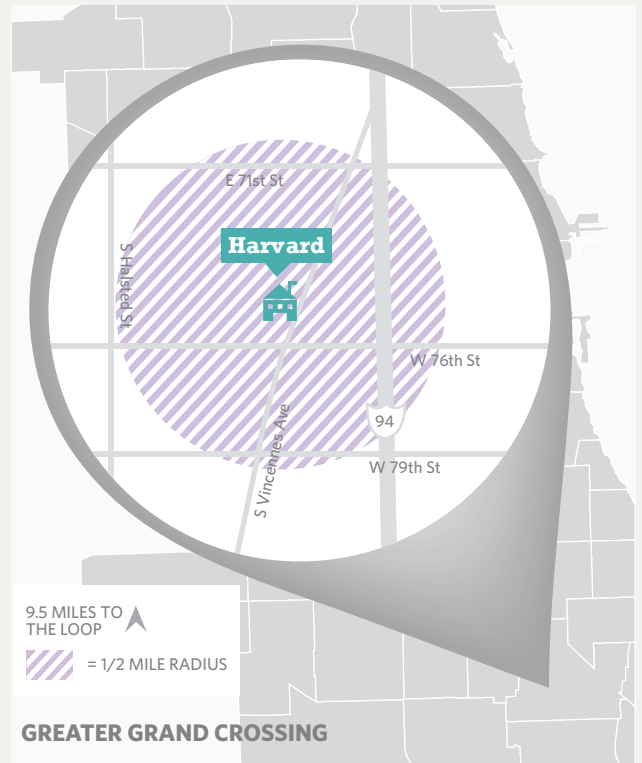 E 71st St
S Halsted St
Harvard
W 76th St
94
S Vincennes Ave
W 79th St
9.5 MILES TO
THE LOOP
= 1/2 MILE RADIUS
GREATER GRAND CROSSING